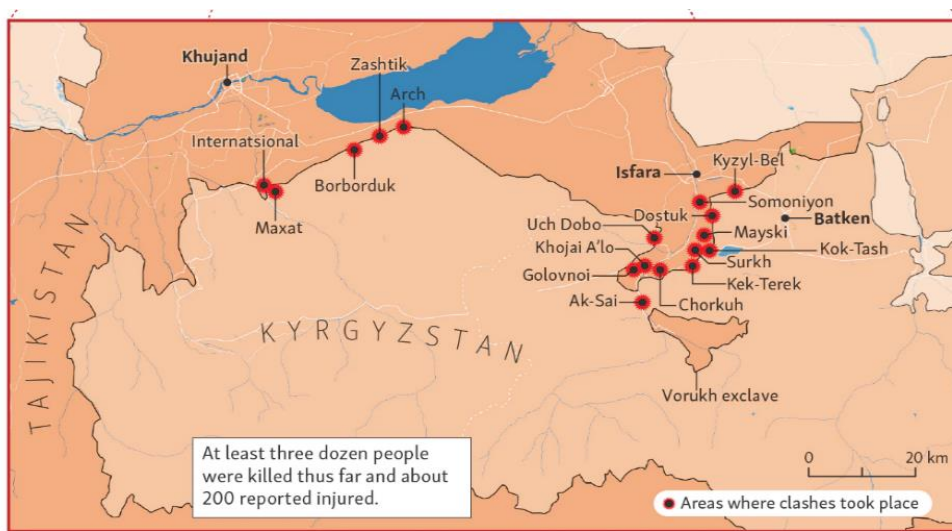 Khujand
Zashtik
Arch
Internatsional
Borborduk
Maxat
Isfara
Kyzyl-Bel
Somoniyon
Dostuk
Batken
Uch Dobo
Mayski
Khojai A'lo
Kok-Tash
Surkh
Golovnoi
Kek-Terek
Ak-Sai
Chorkuh
TAJIKISTAN
KYRGYZSTAN
Vorukh exclave
At least three dozen people
were killed thus far and about
200 reported injured.
0 20 km
Areas where clashes took place